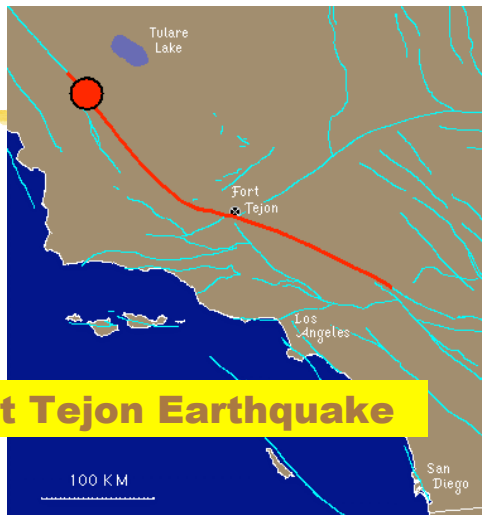 Tulare
Lake
Fort
Tejon
Los
Angeles
t Tejon Earthquake
100 KM
San
Diego